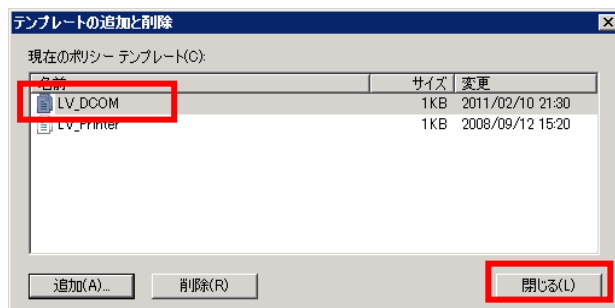 テンプレートの追加と削除
現在のポリシー テンプレート(C):
名前 サイズ 変更
LV_DCOM 1KB 2011/02/10 21:30
LV_Printer 1KB 2008/09/12 15:20
追加(A)... 削除(R) 閉じる(L)